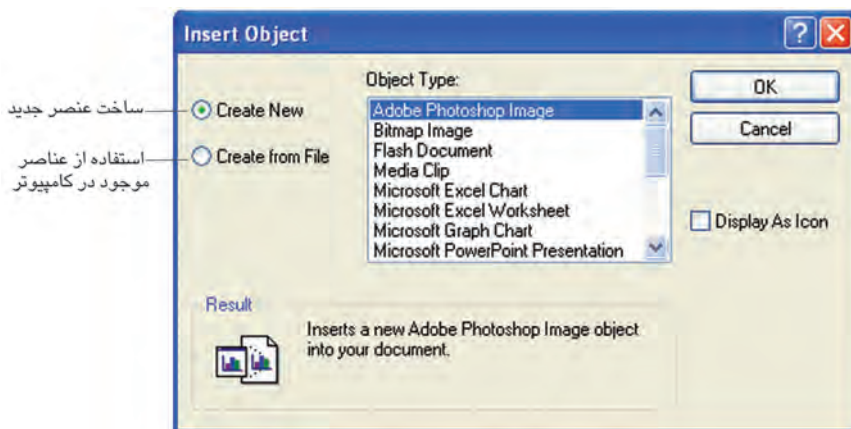 Insert Object
ساخت عنصر جدید
استفاده از عناصر
موجود در کامپیوتر
Create New
Create from File
Object Type:
Adobe Photoshop Image
Bitmap Image
Flash Document
Media Clip
Microsoft Excel Chart
Microsoft Excel Worksheet
Microsoft Graph Chart
Microsoft PowerPoint Presentation
OK
Cancel
Display As Icon
Result
Inserts a new Adobe Photoshop Image object
into your document.